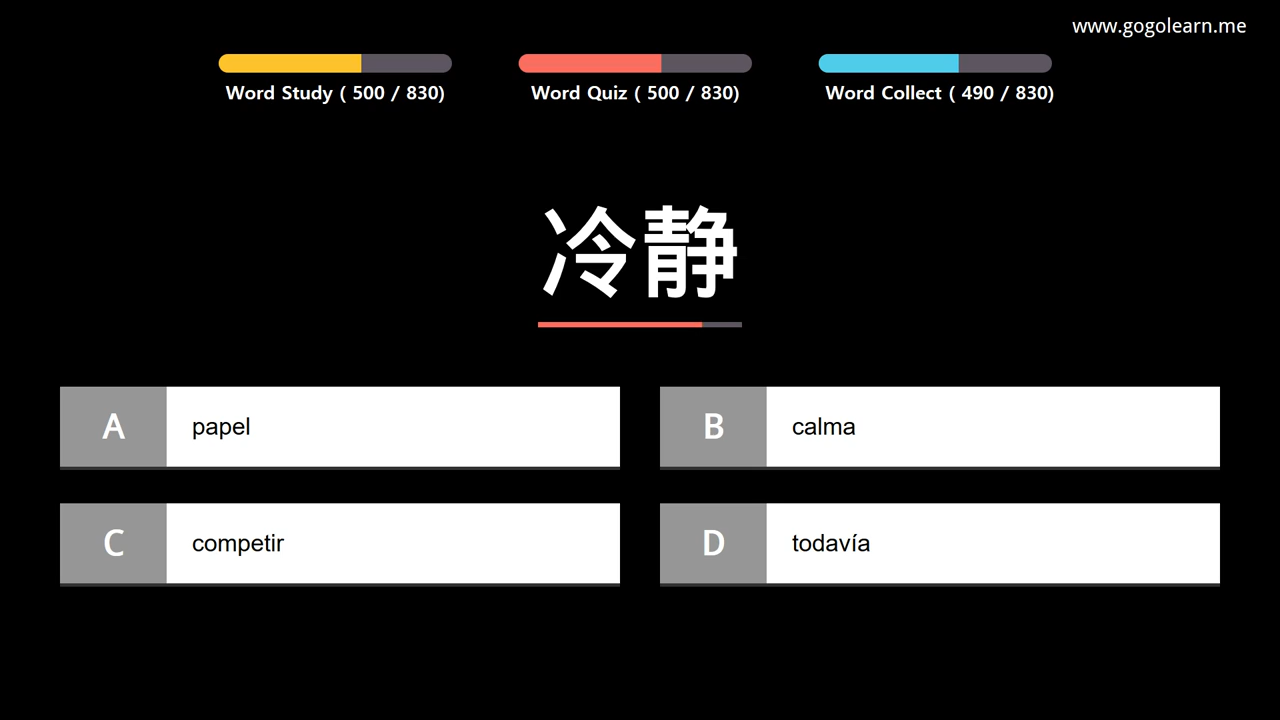 www.gogolearn.me
Word Study ( 500 / 830)
Word Quiz ( 500 / 830)
Word Collect ( 490 / 830)
冷静
A papel
B calma
C competir
D todavía